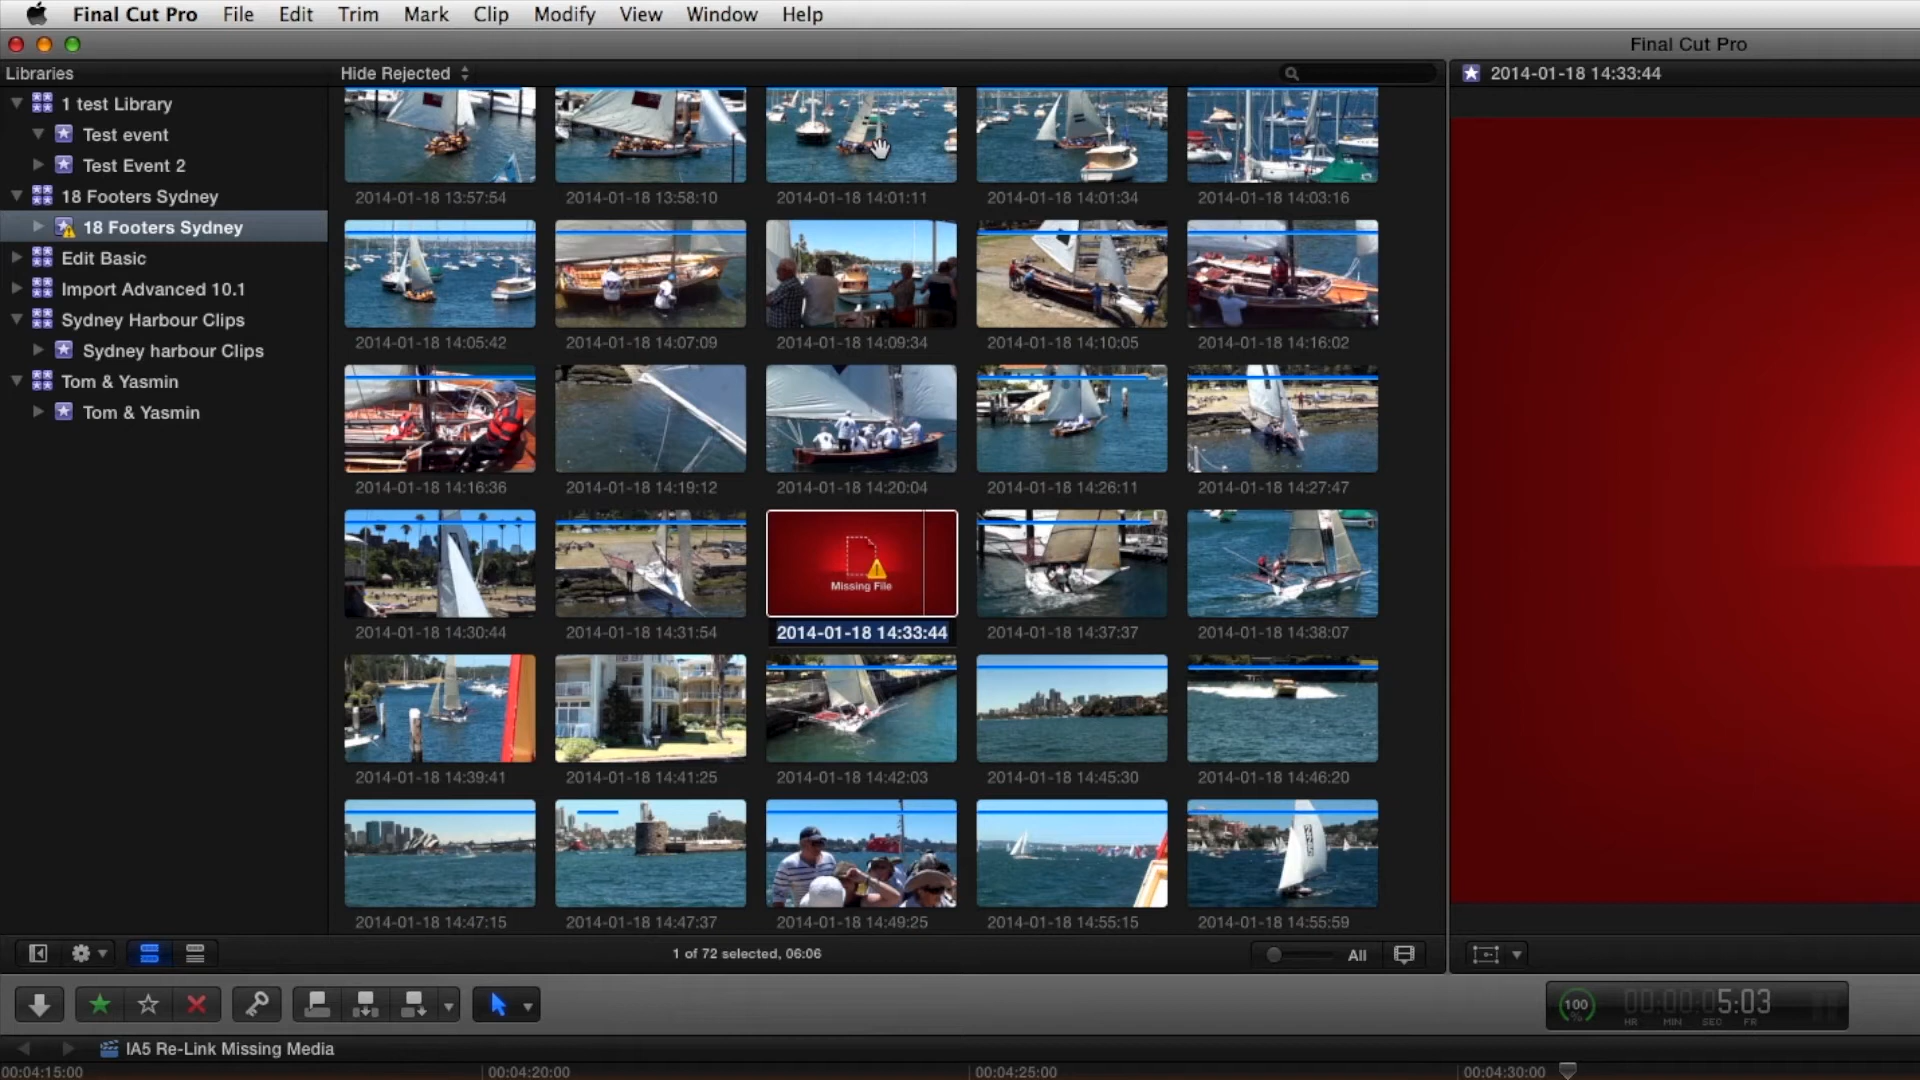 Final Cut Pro File Edit Trim Mark Clip Modify View Window Help
Final Cut Pro
Libraries
Hide Rejected
2014-01-18 14:33:44
1 test Library
Test event
Test Event 2
18 Footers Sydney
18 Footers Sydney
Edit Basic
Import Advanced 10.1
Sydney Harbour Clips
Sydney harbour Clips
Tom & Yasmin
Tom & Yasmin
2014-01-18 13:57:54 2014-01-18 13:58:10 2014-01-18 14:01:11 2014-01-18 14:01:34 2014-01-18 14:03:16
2014-01-18 14:05:42 2014-01-18 14:07:09 2014-01-18 14:09:34 2014-01-18 14:10:05 2014-01-18 14:16:02
2014-01-18 14:16:36 2014-01-18 14:19:12 2014-01-18 14:20:04 2014-01-18 14:26:11 2014-01-18 14:27:47
Missing File
2014-01-18 14:30:44 2014-01-18 14:31:54 2014-01-18 14:33:44 2014-01-18 14:37:37 2014-01-18 14:38:07
2014-01-18 14:39:41 2014-01-18 14:41:25 2014-01-18 14:42:03 2014-01-18 14:45:30 2014-01-18 14:46:20
2014-01-18 14:47:15 2014-01-18 14:47:37 2014-01-18 14:49:25 2014-01-18 14:55:15 2014-01-18 14:55:59
1 of 72 selected, 06:06
All
100 % 00:00:05:03
HR MIN SEC FR
IA5 Re-Link Missing Media
00:04:15:00 00:04:20:00 00:04:25:00 00:04:30:00